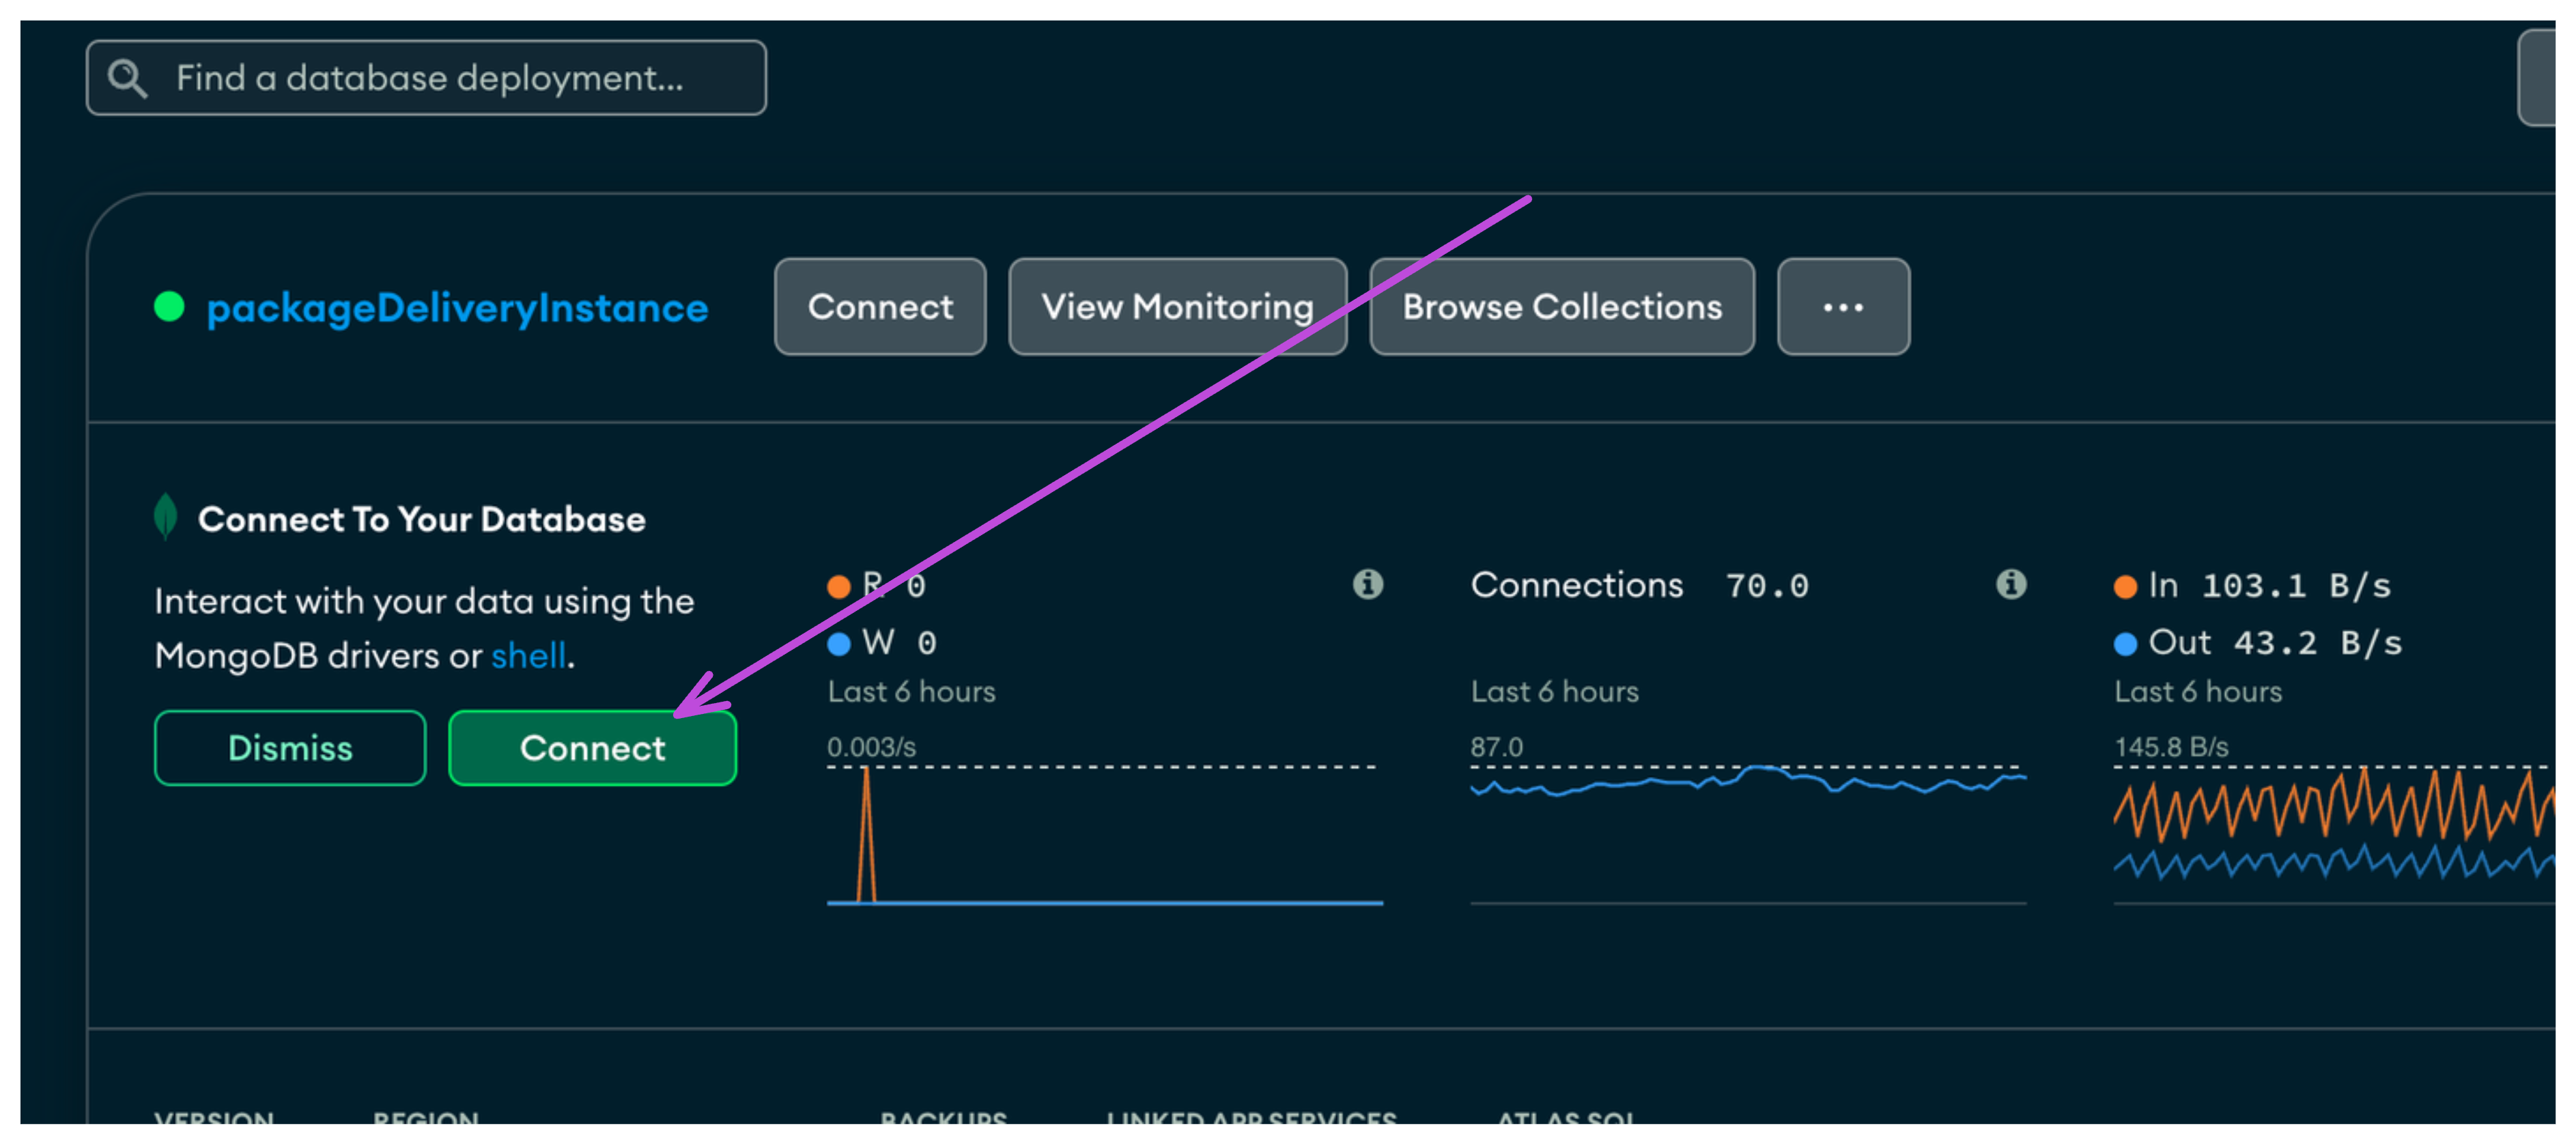 Find a database deployment...
packageDeliveryInstance Connect View Monitoring Browse Collections ...
Connect To Your Database
Interact with your data using the
MongoDB drivers or shell.
Dismiss Connect
R 0
W 0
Last 6 hours
0.003/s
Connections 70.0
Last 6 hours
87.0
In 103.1 B/s
Out 43.2 B/s
Last 6 hours
145.8 B/s
VERSION REGION BACKUPS LINKED APP SERVICES ATLAS SQL